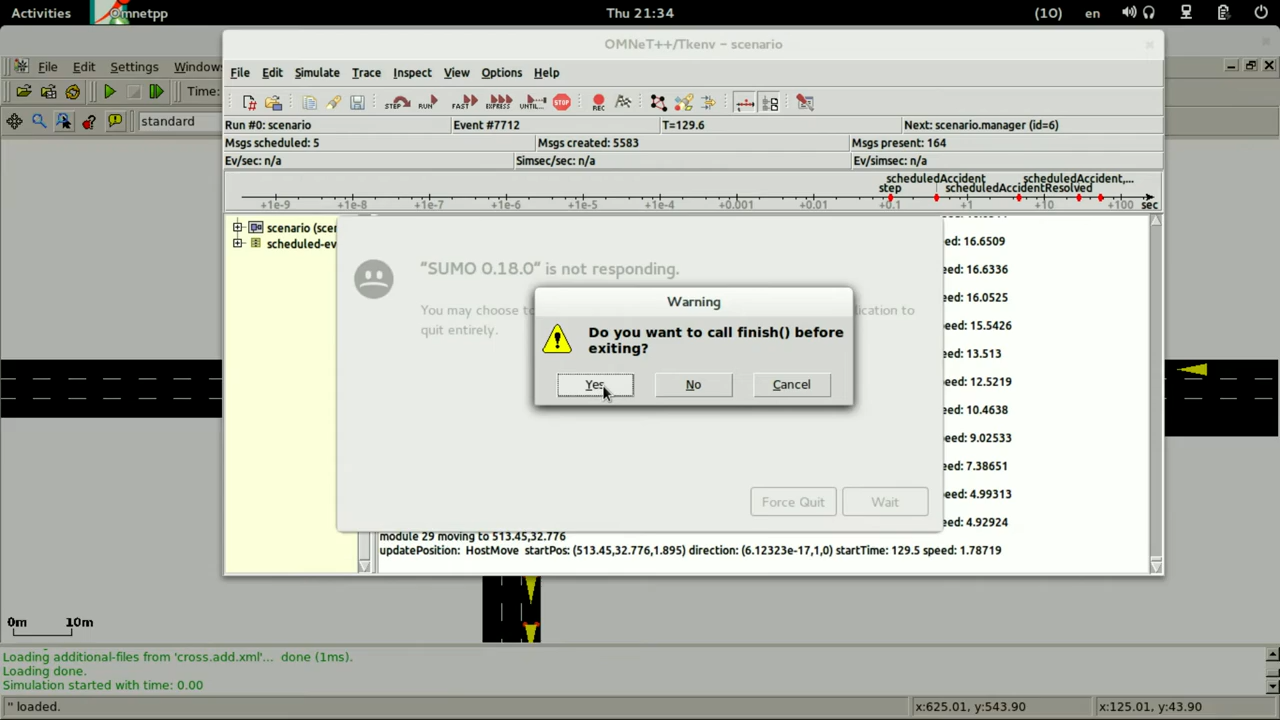 Activities
Omnetpp
Thu 21:34
(10)
en
OMNeT++/Tkenv – scenario
File Edit Settings Windows
Time:
standard
File Edit Simulate Trace Inspect View Options Help
STEP RUN FAST EXPRESS UNTIL... STOP REC
Run #0: scenario
Event #7712
T=129.6
Next: scenario.manager (id=6)
Msgs scheduled: 5
Msgs created: 5583
Msgs present: 164
Ev/sec: n/a
Simsec/sec: n/a
Ev/simsec: n/a
scheduledAccident
scheduledAccident,...
step
scheduledAccidentResolved
+1e-9 +1e-8 +1e-7 +1e-6 +1e-5 +1e-4 +0.001 +0.01 +0.1 +1 +10 +100 sec
scenario (scen
scheduled-ev
eed: 16.6509
eed: 16.6336
eed: 16.0525
eed: 15.5426
eed: 13.513
eed: 12.5219
eed: 10.4638
eed: 9.02533
eed: 7.38651
eed: 4.99313
eed: 4.92924
module 29 moving to 513.45,32.776
updatePosition: HostMove startPos: (513.45,32.776,1.895) direction: (6.12323e-17,1,0) startTime: 129.5 speed: 1.78719
“SUMO 0.18.0” is not responding.
You may choose to
lication to
quit entirely.
Force Quit
Wait
Warning
Do you want to call finish() before
exiting?
Yes
No
Cancel
0m 10m
Loading additional-files from 'cross.add.xml'... done (1ms).
Loading done.
Simulation started with time: 0.00
'' loaded.
x:625.01, y:543.90
x:125.01, y:43.90